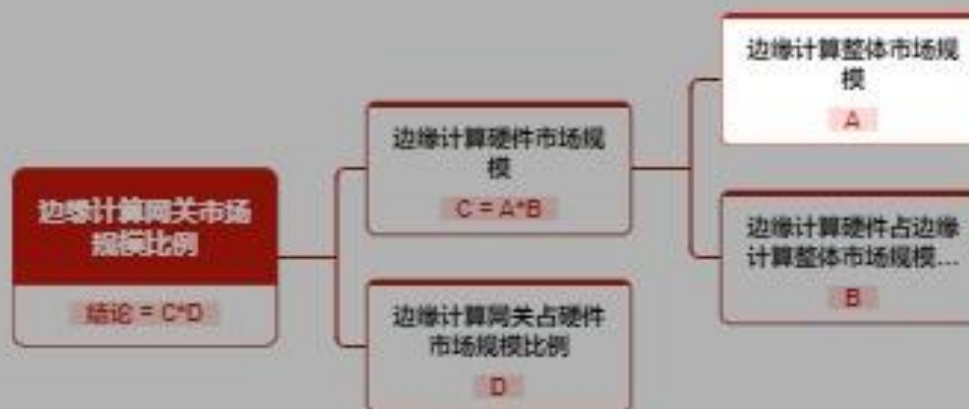 边缘计算网关市场
规模比例
结论 = C*D
边缘计算硬件市场规
模
C = A*B
边缘计算网关占硬件
市场规模比例
D
边缘计算整体市场规
模
A
边缘计算硬件占边缘
计算整体市场规模...
B